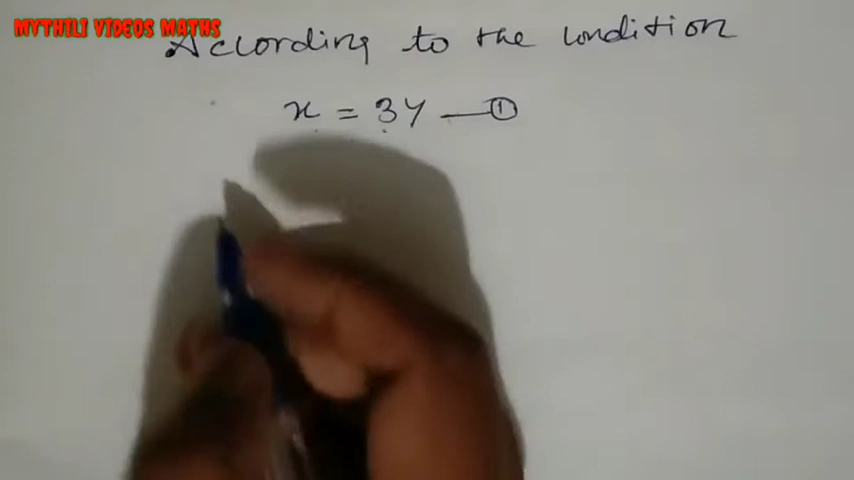 MYTHILI VIDEOS MATHS
According to the condition
x = 3y —①